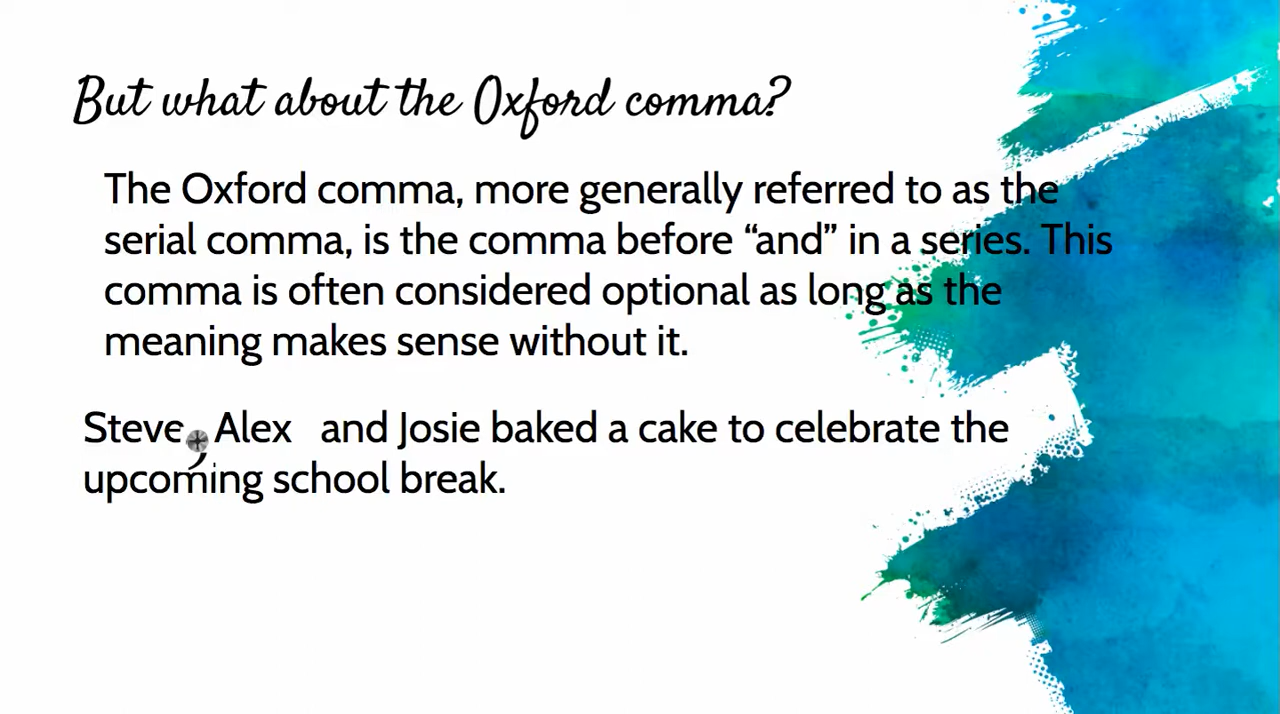 But what about the Oxford comma?
The Oxford comma, more generally referred to as the
serial comma, is the comma before “and” in a series. This
comma is often considered optional as long as the
meaning makes sense without it.
Steve, Alex and Josie baked a cake to celebrate the
upcoming school break.